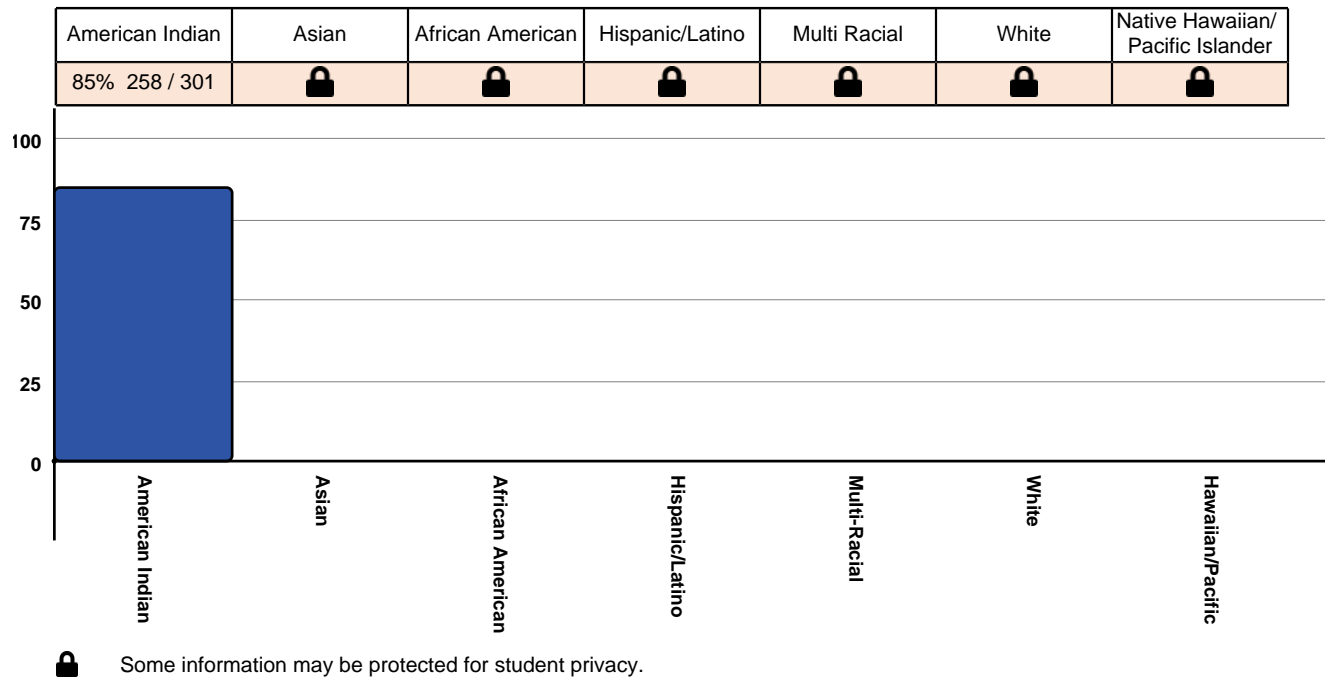 American Indian Asian African American Hispanic/Latino Multi Racial White Native Hawaiian/
Pacific Islander
85% 258 / 301
100
75
50
25
0
American Indian
Asian
African American
Hispanic/Latino
Multi-Racial
White
Hawaiian/Pacific
Some information may be protected for student privacy.